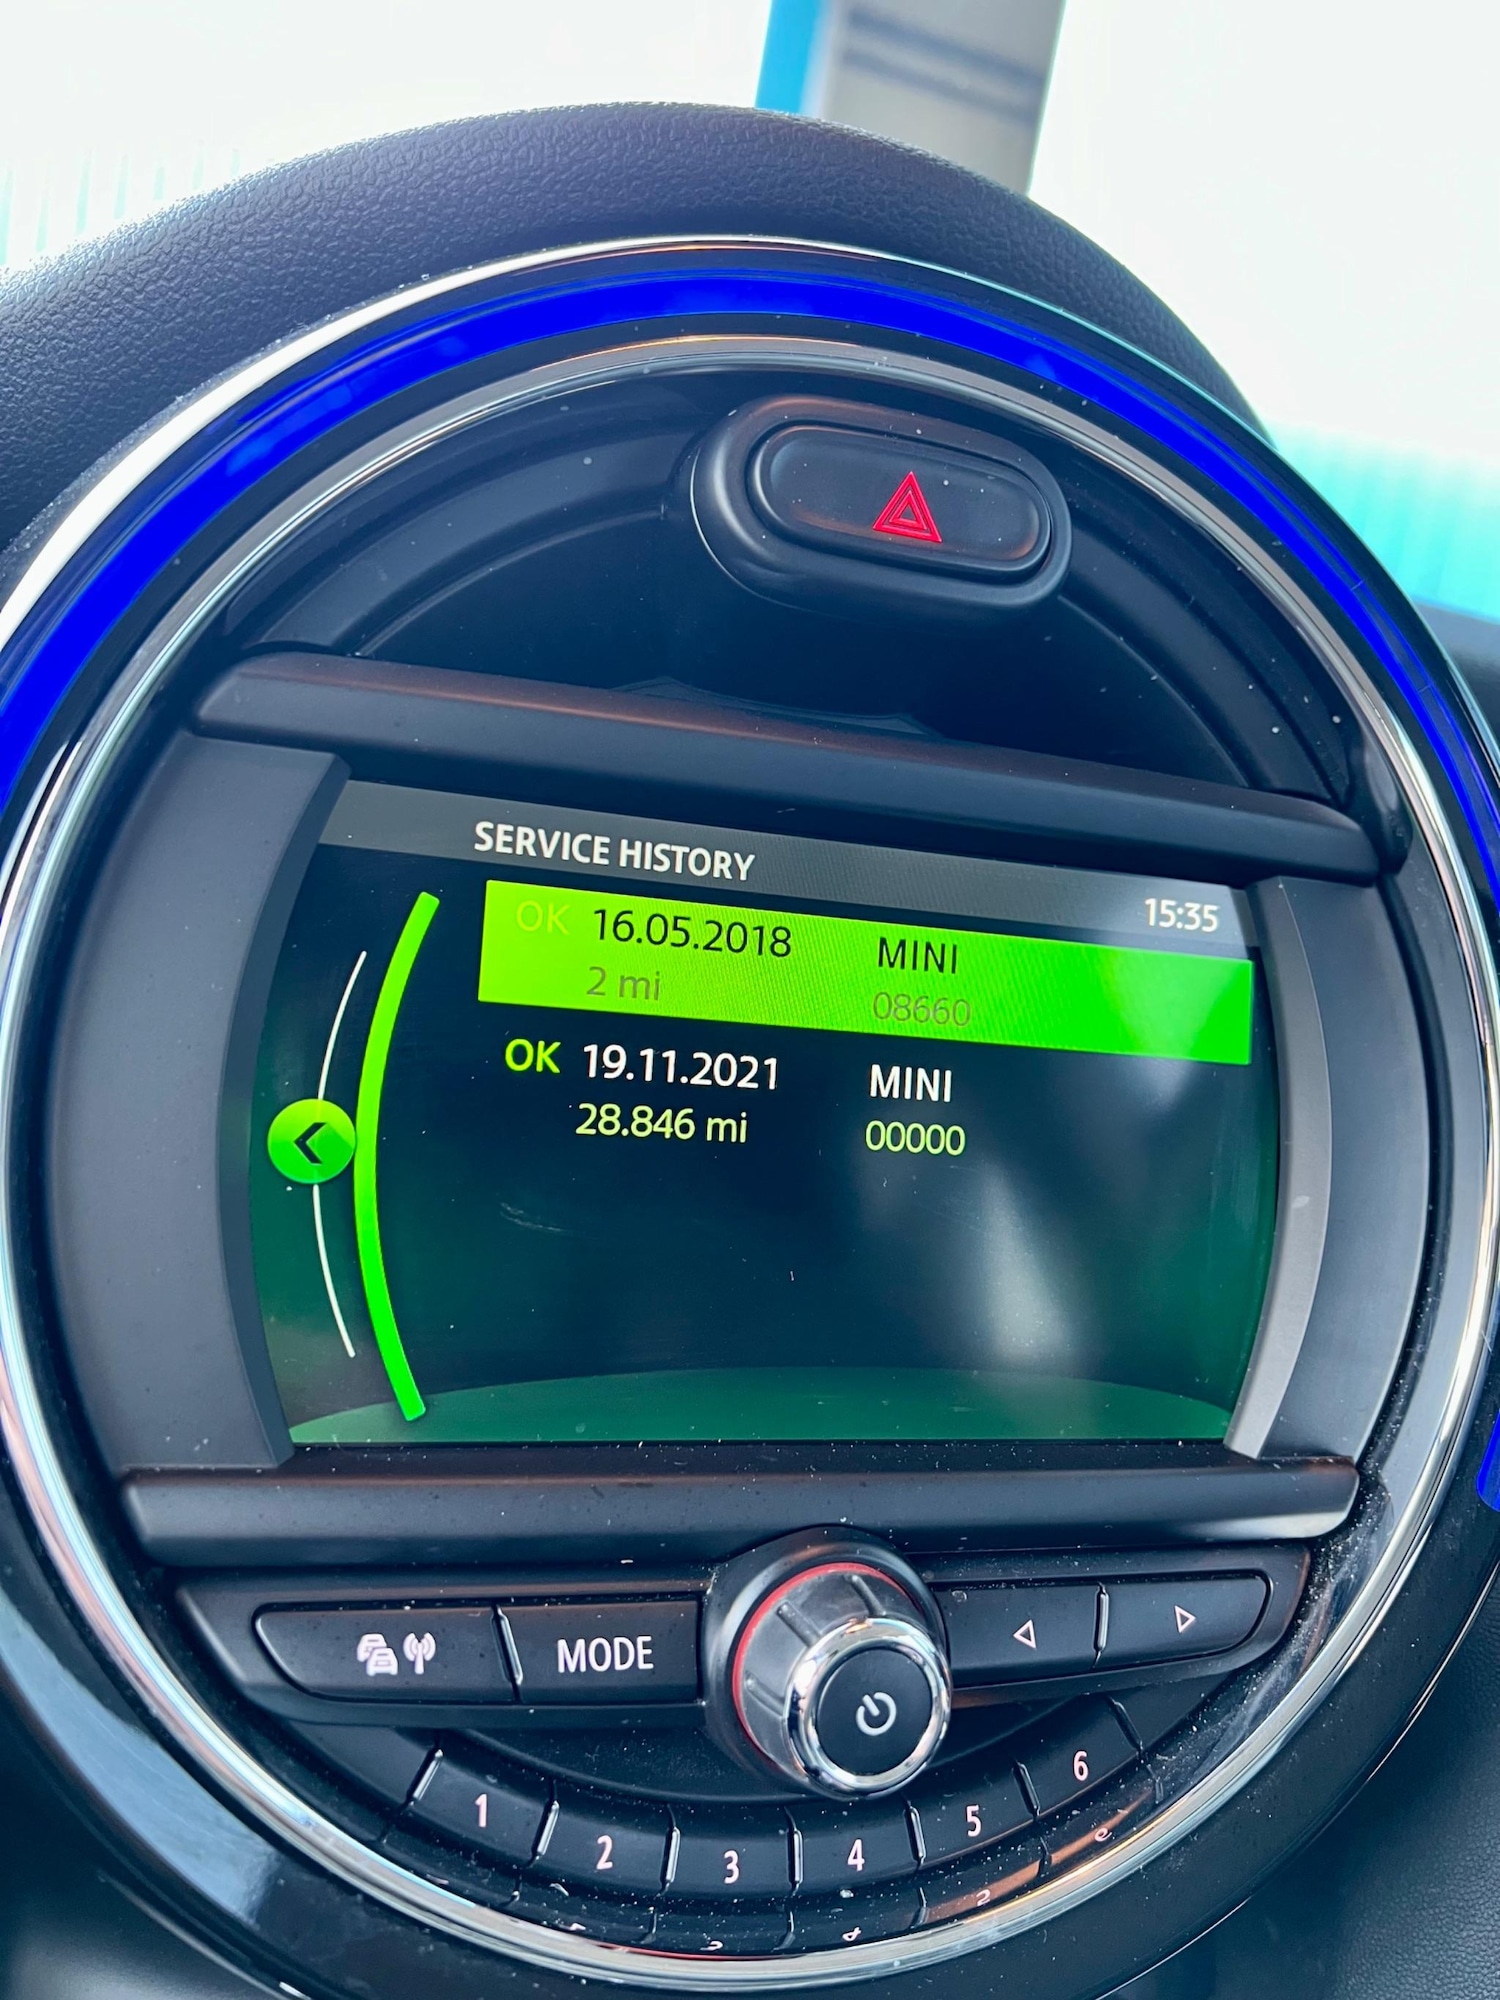 SERVICE HISTORY
15:35
OK 16.05.2018 MINI
2 mi 08660
OK 19.11.2021 MINI
28.846 mi 00000
MODE
1 2 3 4 5 6